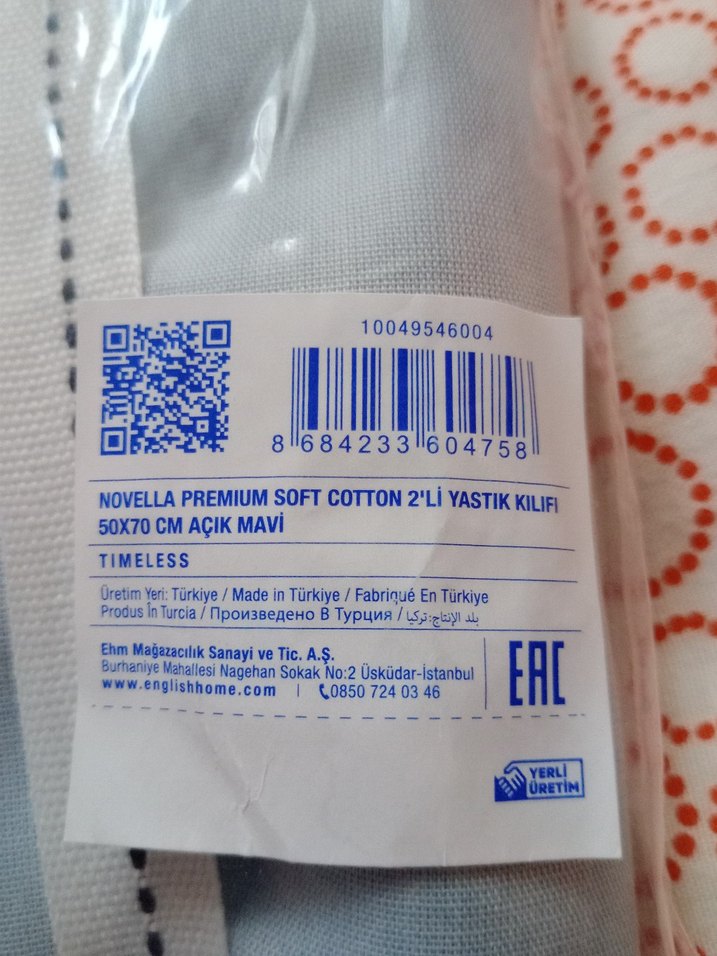 10049546004
8 684233 604758
NOVELLA PREMIUM SOFT COTTON 2'Lİ YASTIK KILIFI
50X70 CM AÇIK MAVİ
TIMELESS
Üretim Yeri: Türkiye / Made in Türkiye / Fabriqué En Türkiye
Produs În Turcia / Произведено В Турция / بلد الإنتاج:تركيا
Ehm Mağazacılık Sanayi ve Tic. A.Ş.
Burhaniye Mahallesi Nagehan Sokak No:2 Üsküdar-İstanbul
www.englishhome.com | 0850 724 03 46
EAC
YERLİ
ÜRETİM